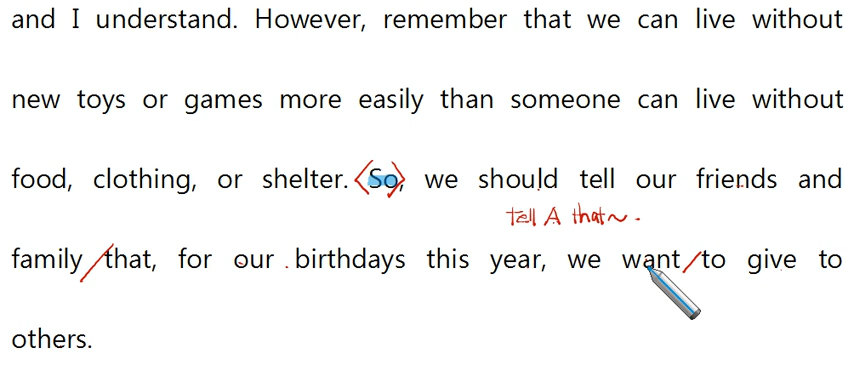 and I understand. However, remember that we can live without
new toys or games more easily than someone can live without
food, clothing, or shelter. <So,> we should tell our friends and
tell A that~.
family/that, for our birthdays this year, we want/to give to
others.